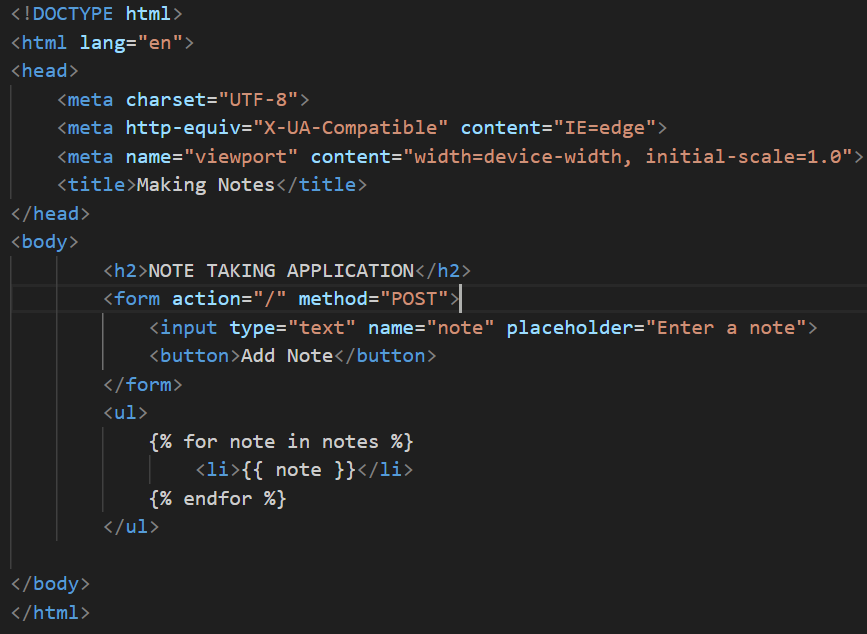 <!DOCTYPE html>
<html lang="en">
<head>
    <meta charset="UTF-8">
    <meta http-equiv="X-UA-Compatible" content="IE=edge">
    <meta name="viewport" content="width=device-width, initial-scale=1.0">
    <title>Making Notes</title>
</head>
<body>
        <h2>NOTE TAKING APPLICATION</h2>
        <form action="/" method="POST">
            <input type="text" name="note" placeholder="Enter a note">
            <button>Add Note</button>
        </form>
        <ul>
            {% for note in notes %}
                <li>{{ note }}</li>
            {% endfor %}
        </ul>
</body>
</html>